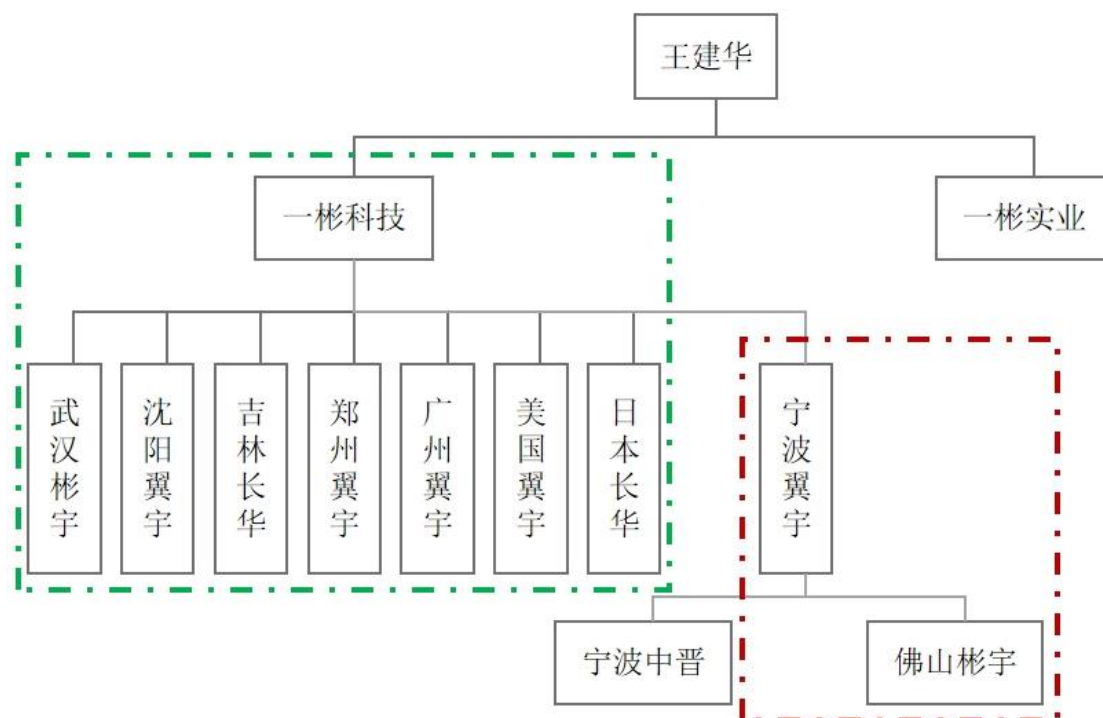 王建华
一彬科技
一彬实业
武汉彬宇
沈阳翼宇
吉林长华
郑州翼宇
广州翼宇
美国翼宇
日本长华
宁波翼宇
宁波中晋
佛山彬宇